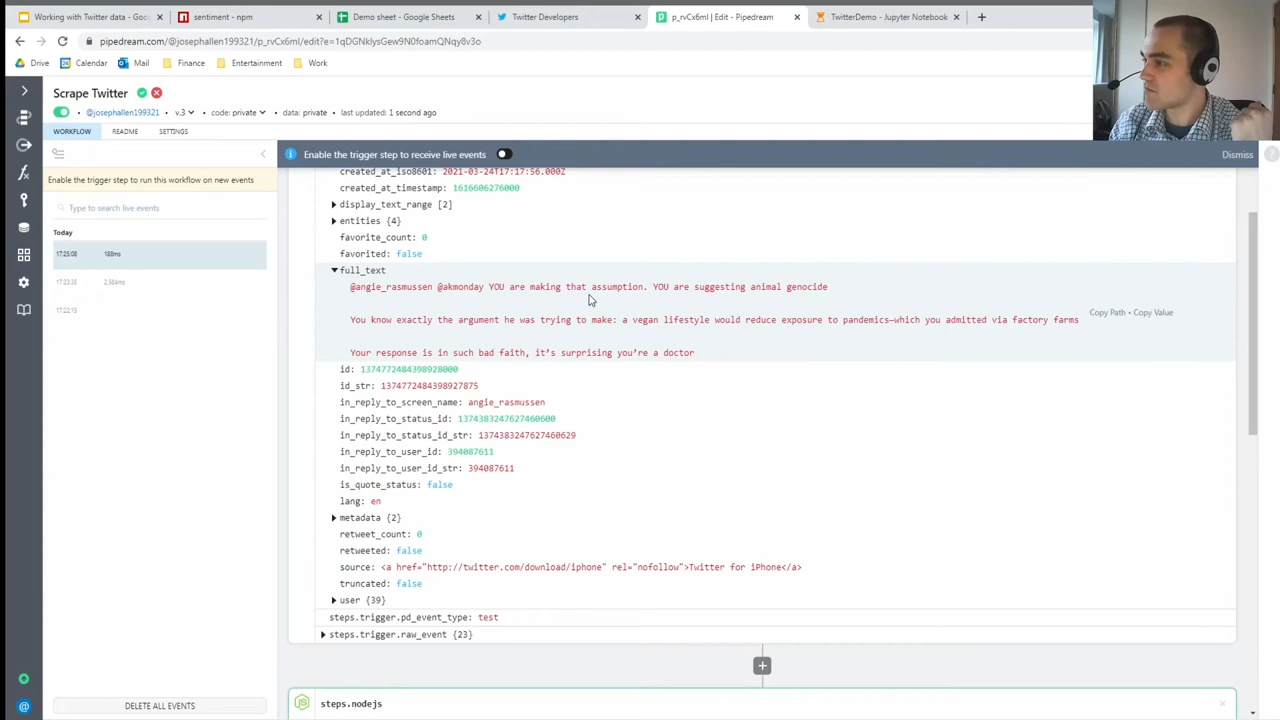 Working with Twitter data - Goo
sentiment - npm
Demo sheet - Google Sheets
Twitter Developers
p_rvCx6ml | Edit - Pipedream
TwitterDemo - Jupyter Notebook
pipedream.com/@josephallen199321/p_rvCx6ml/edit?e=1qDGNklysGew9N0foamQNqy8v3o
Drive
Calendar
Mail
Finance
Entertainment
Work
Scrape Twitter
@josephallen199321
v.3
code: private
data: private
last updated: 1 second ago
WORKFLOW
README
SETTINGS
Enable the trigger step to receive live events
Dismiss
Enable the trigger step to run this workflow on new events
Type to search live events
Today
17:25:08 188ms
17:23:35 2,584ms
17:22:15
DELETE ALL EVENTS
created_at_iso8601: 2021-03-24T17:17:56.000Z
created_at_timestamp: 1616606276000
display_text_range [2]
entities {4}
favorite_count: 0
favorited: false
full_text
@angie_rasmussen @akmonday YOU are making that assumption. YOU are suggesting animal genocide
You know exactly the argument he was trying to make: a vegan lifestyle would reduce exposure to pandemics—which you admitted via factory farms
Copy Path • Copy Value
Your response is in such bad faith, it's surprising you're a doctor
id: 1374772484398928000
id_str: 1374772484398927875
in_reply_to_screen_name: angie_rasmussen
in_reply_to_status_id: 1374383247627460600
in_reply_to_status_id_str: 1374383247627460629
in_reply_to_user_id: 394087611
in_reply_to_user_id_str: 394087611
is_quote_status: false
lang: en
metadata {2}
retweet_count: 0
retweeted: false
source: <a href="http://twitter.com/download/iphone" rel="nofollow">Twitter for iPhone</a>
truncated: false
user {39}
steps.trigger.pd_event_type: test
steps.trigger.raw_event {23}
steps.nodejs